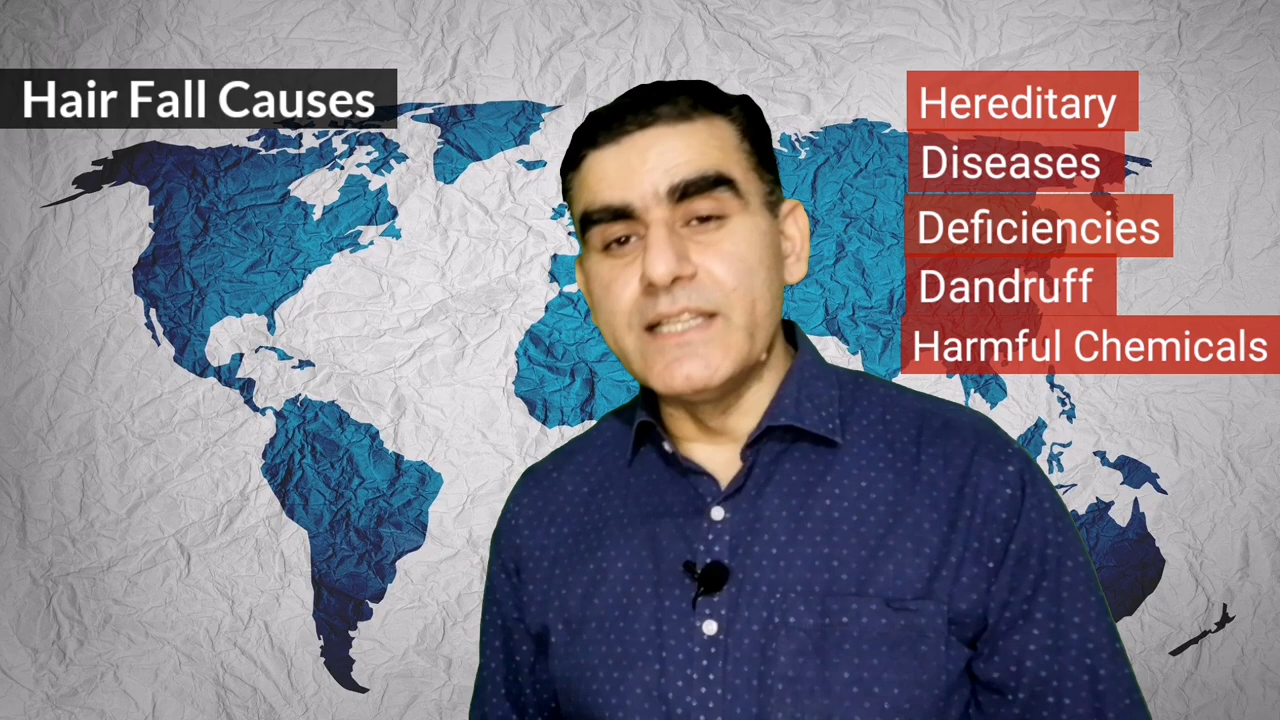 Hair Fall Causes
Hereditary
Diseases
Deficiencies
Dandruff
Harmful Chemicals